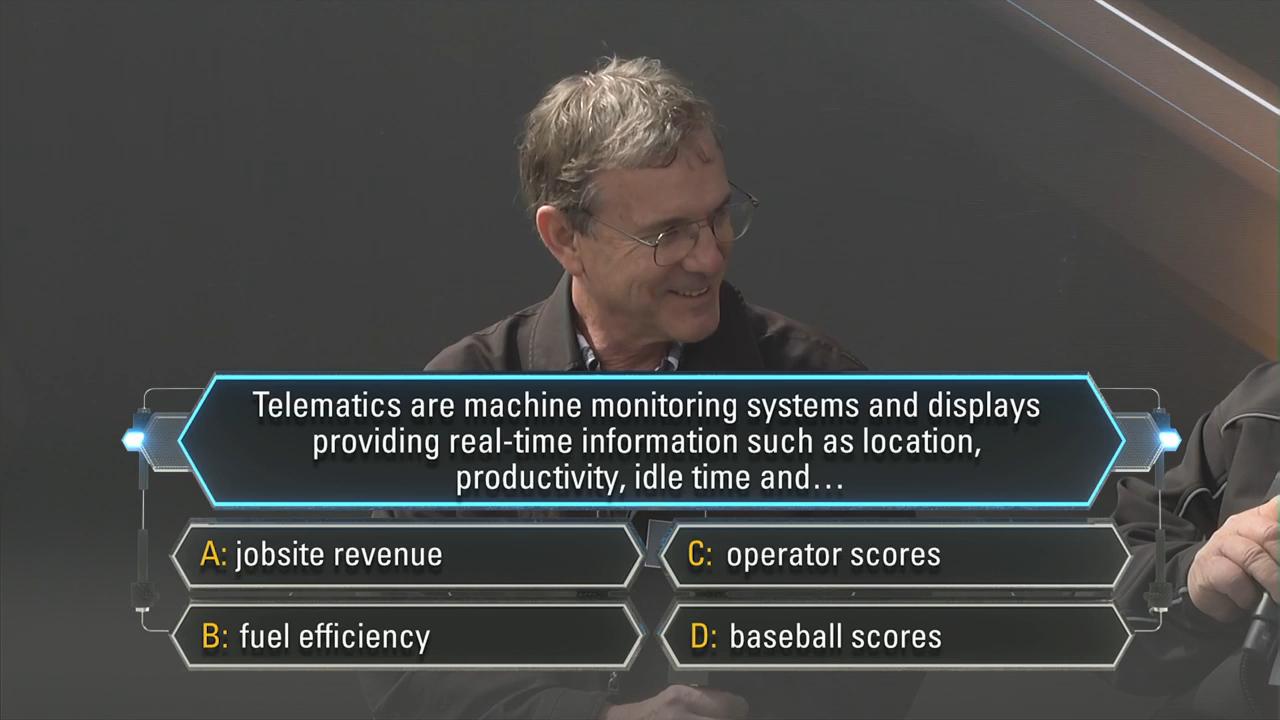 Telematics are machine monitoring systems and displays
providing real-time information such as location,
productivity, idle time and...
A: jobsite revenue
C: operator scores
B: fuel efficiency
D: baseball scores